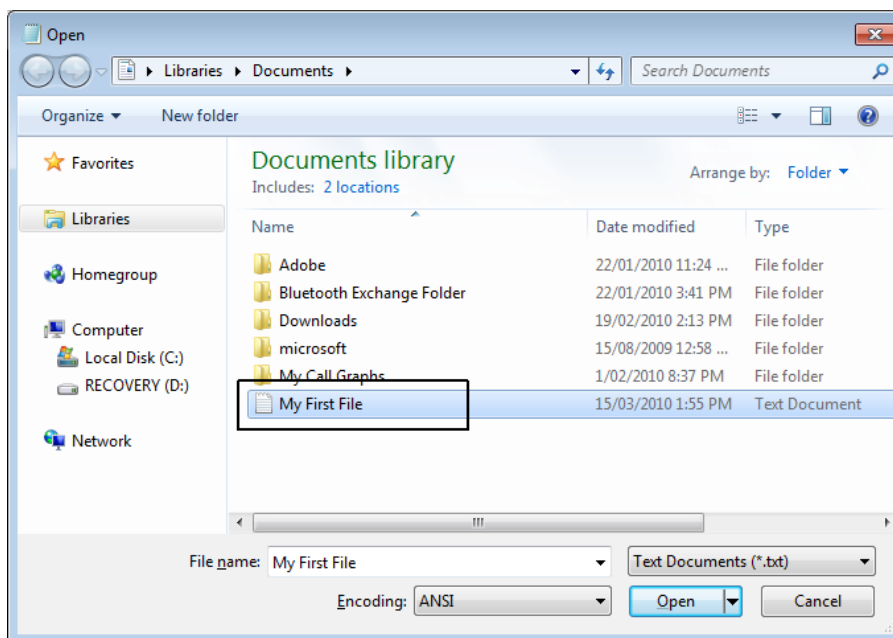 Open
Libraries Documents Search Documents
Organize New folder
Favorites
Libraries
Homegroup
Computer
Local Disk (C:)
RECOVERY (D:)
Network
Documents library
Includes: 2 locations
Arrange by: Folder
Name Date modified Type
Adobe 22/01/2010 11:24 ... File folder
Bluetooth Exchange Folder 22/01/2010 3:41 PM File folder
Downloads 19/02/2010 2:13 PM File folder
microsoft 15/08/2009 12:58 ... File folder
My Call Graphs 1/02/2010 8:37 PM File folder
My First File 15/03/2010 1:55 PM Text Document
File name: My First File Text Documents (*.txt)
Encoding: ANSI Open Cancel